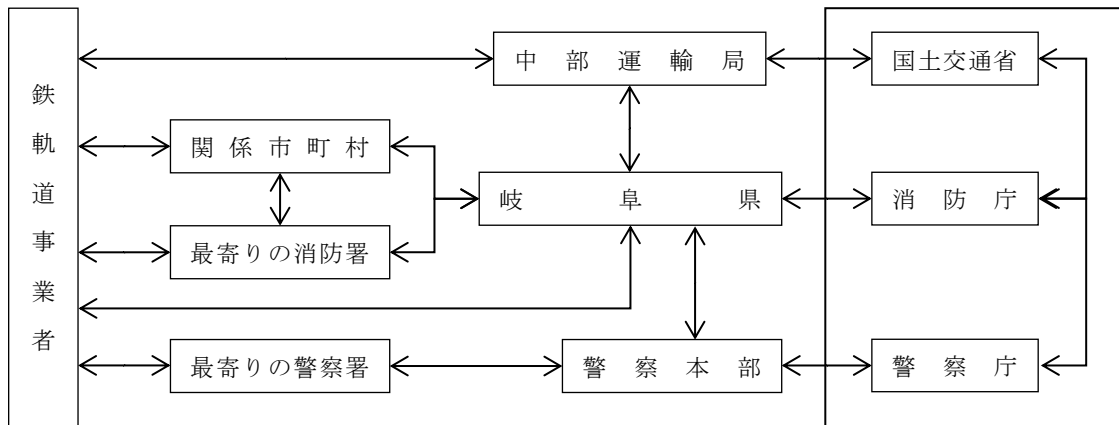 鉄軌道事業者
中部運輸局
国土交通省
関係市町村
岐阜県
消防庁
最寄りの消防署
最寄りの警察署
警察本部
警察庁